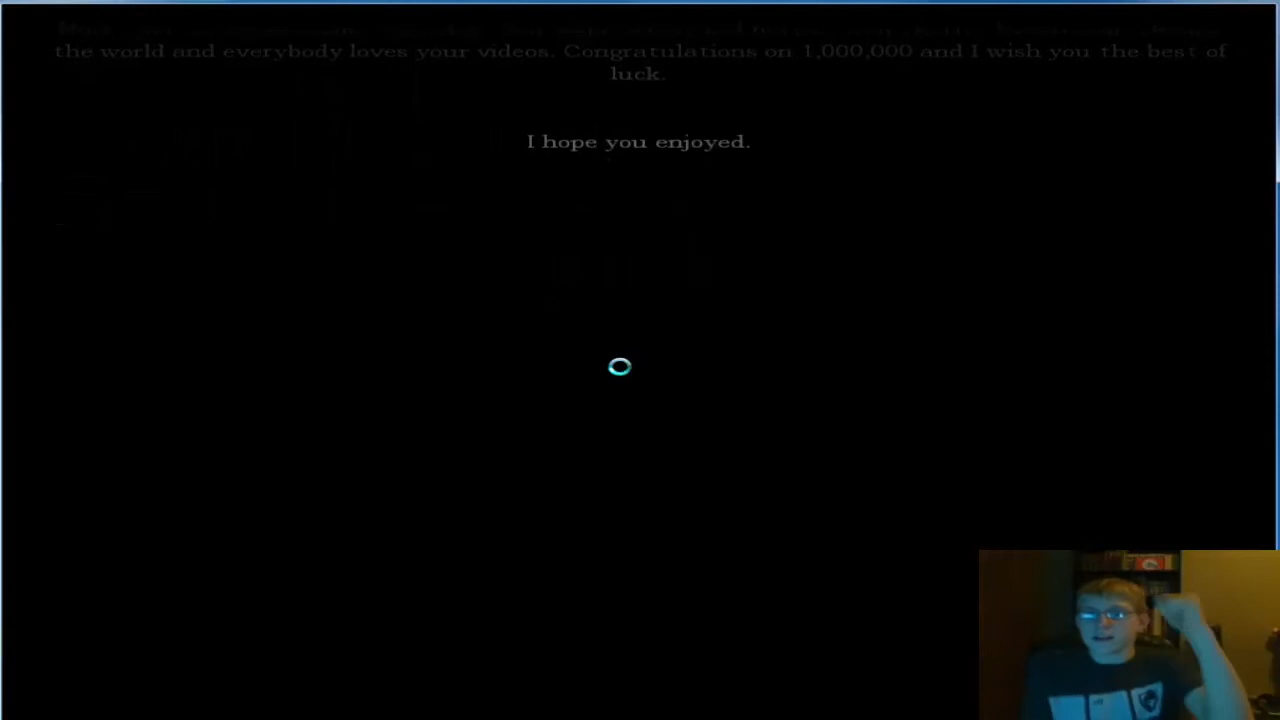 the world and everybody loves your videos. Congratulations on 1,000,000 and I wish you the best of
luck.
I hope you enjoyed.